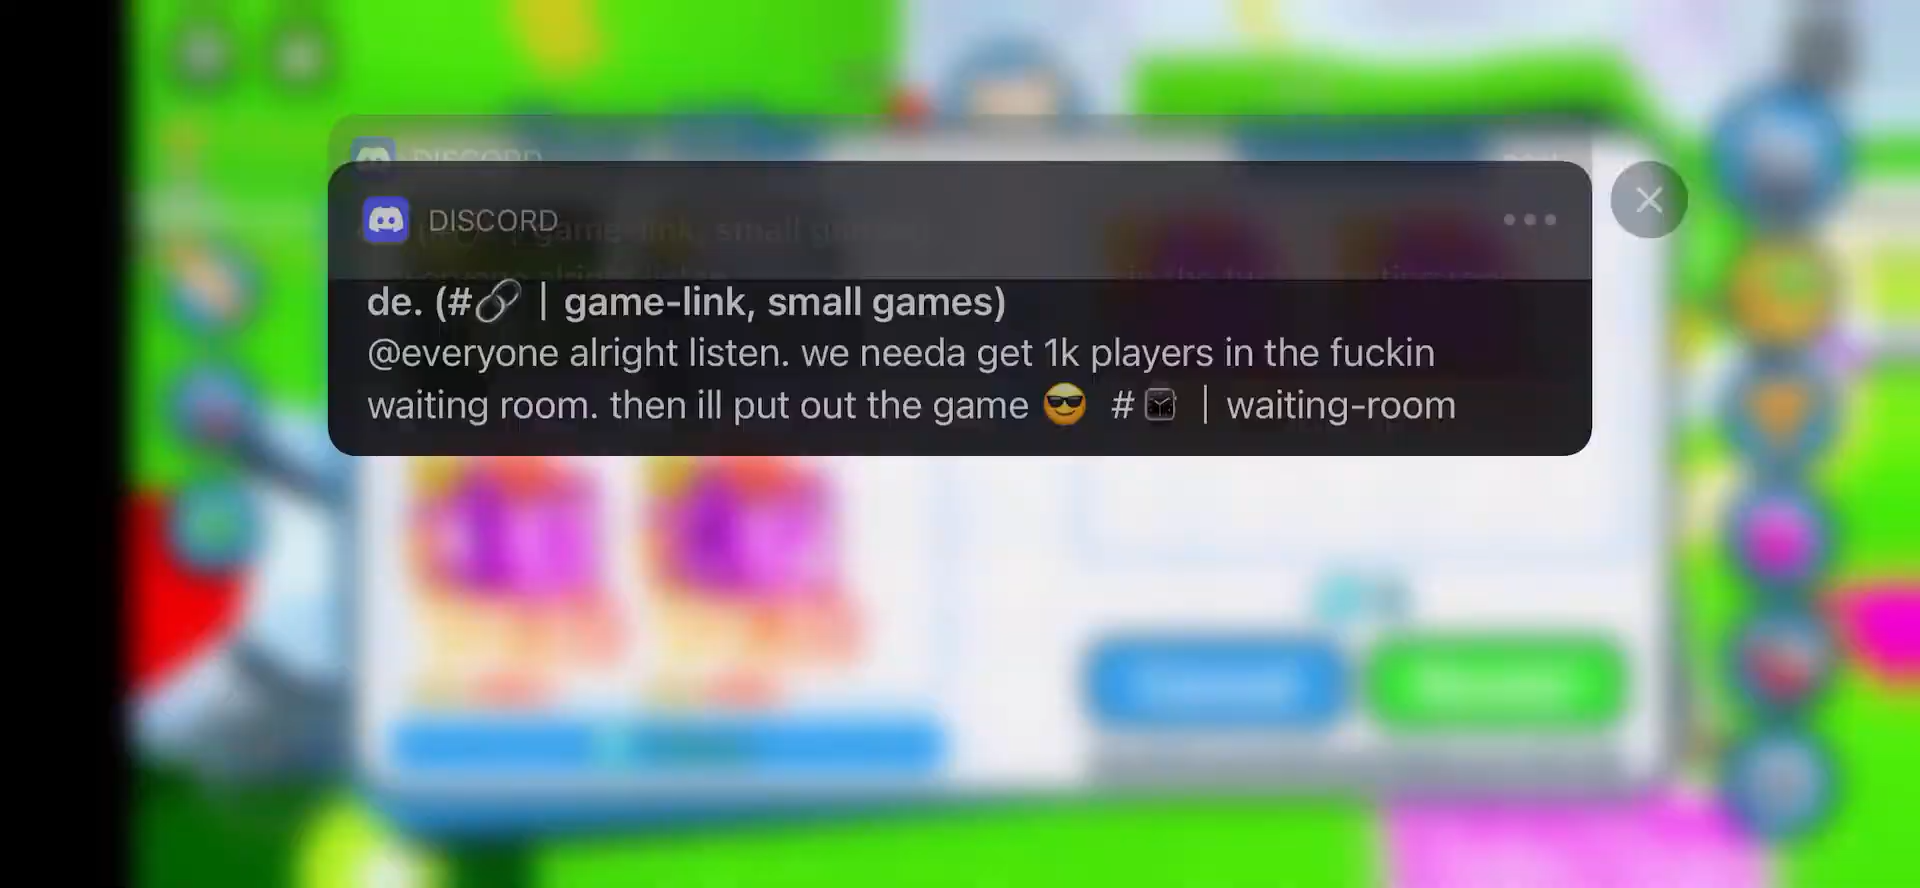 DISCORD
DISCORD
de. (#🔗 | game-link, small games)
@everyone alright listen. we needa get 1k players in the fuckin
waiting room. then ill put out the game 😎 # | waiting-room